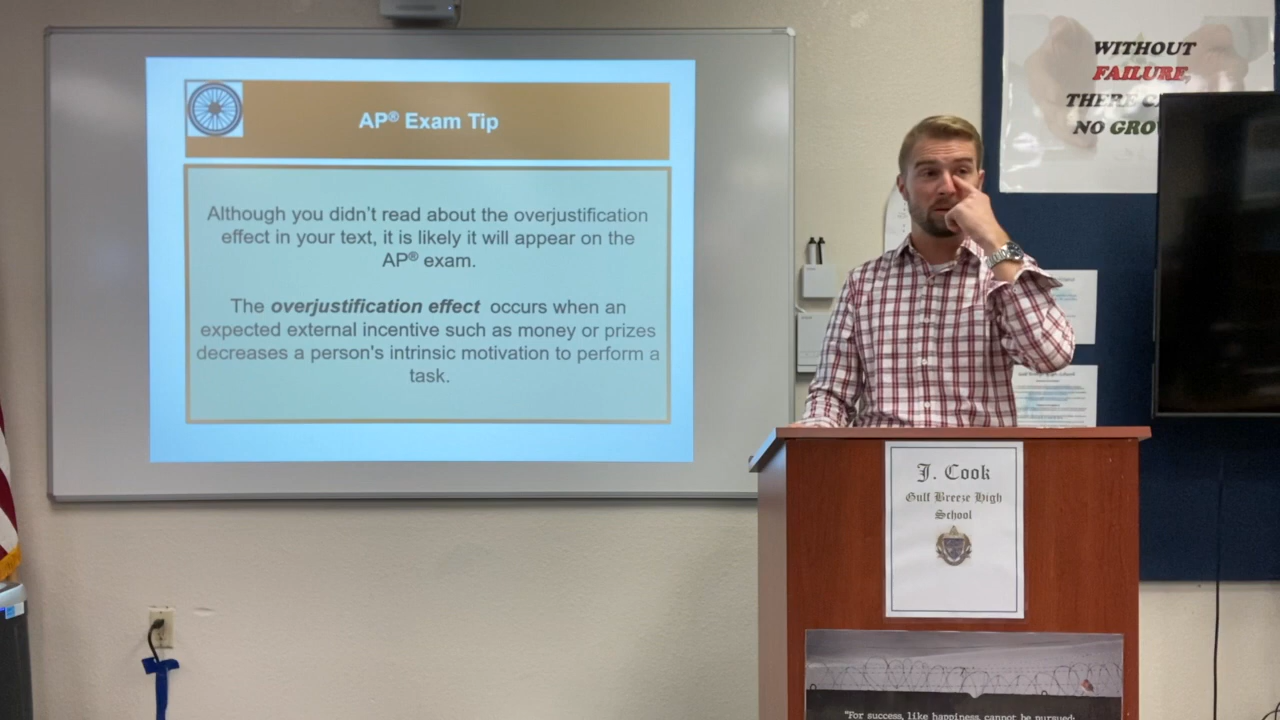 AP® Exam Tip
Although you didn't read about the overjustification
effect in your text, it is likely it will appear on the
AP® exam.
The overjustification effect occurs when an
expected external incentive such as money or prizes
decreases a person's intrinsic motivation to perform a
task.
WITHOUT
FAILURE,
THERE
NO
J. Cook
Gulf Breeze High
School
"For success, like happiness, cannot be pursued;